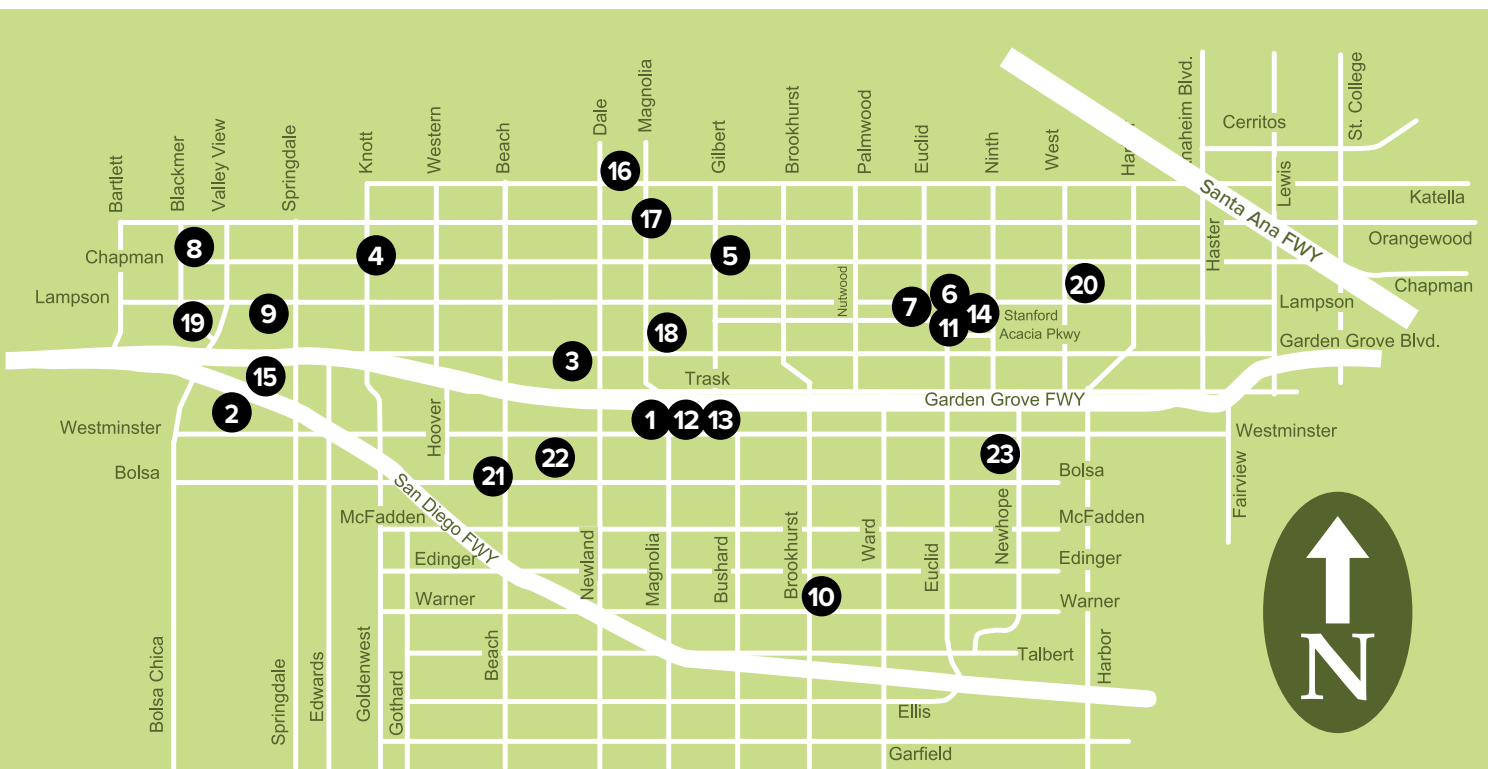 Bartlett
Blackmer
Valley View
Springdale
Knott
Western
Beach
Dale
Magnolia
Gilbert
Brookhurst
Palmwood
Euclid
Ninth
West
Har
naheim Blvd.
Cerritos
St. College
Lewis
Haster
Santa Ana FWY
Katella
Orangewood
Chapman
Chapman
Lampson
Lampson
Nutwood
Stanford
Acacia Pkwy
Garden Grove Blvd.
Trask
Garden Grove FWY
Westminster
Westminster
Hoover
Bolsa
Bolsa
San Diego FWY
McFadden
McFadden
Edinger
Edinger
Warner
Warner
Newland
Magnolia
Bushard
Brookhurst
Ward
Euclid
Newhope
Fairview
Harbor
Talbert
Ellis
Garfield
Bolsa Chica
Springdale
Edwards
Goldenwest
Gothard
Beach
16
17
8
4
5
6
20
7
14
11
19
9
18
3
15
2
1
12
13
22
21
23
10
N